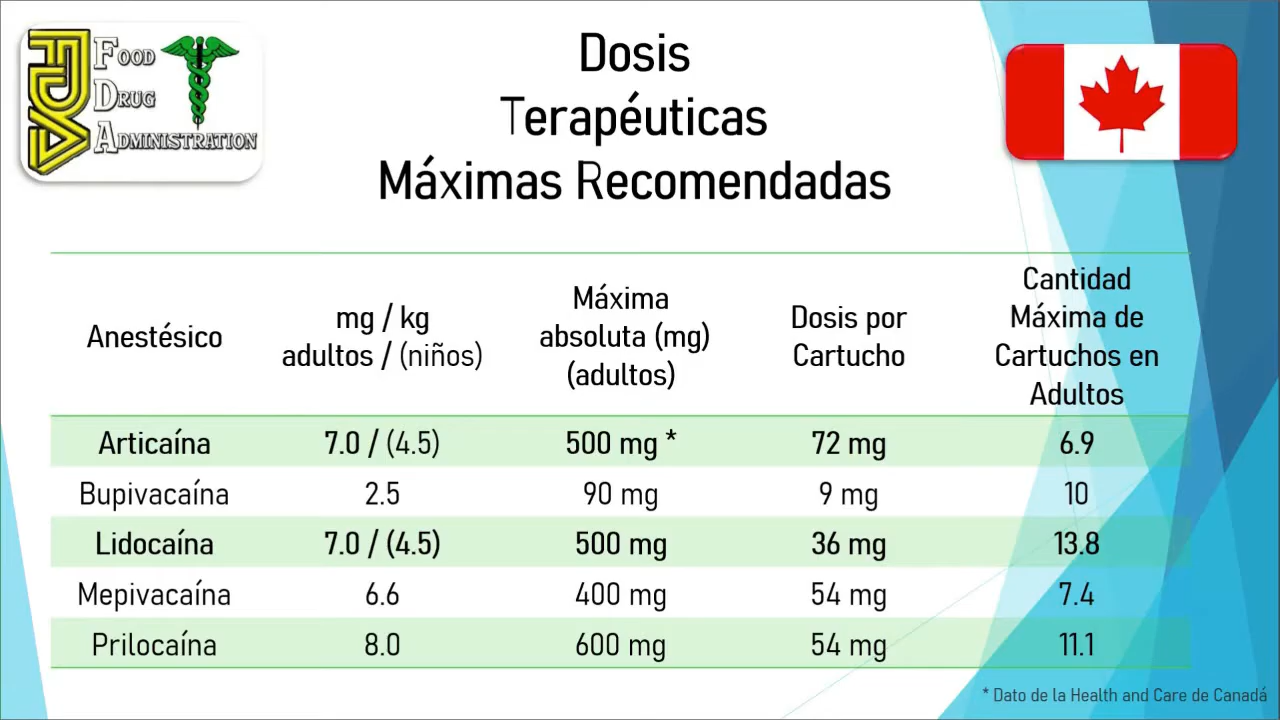 FDA
FOOD
DRUG
ADMINISTRATION
Dosis
Terapéuticas
Máximas Recomendadas
Anestésico
mg / kg
adultos / (niños)
Máxima
absoluta (mg)
(adultos)
Dosis por
Cartucho
Cantidad
Máxima de
Cartuchos en
Adultos
Articaína 7.0 / (4.5) 500 mg * 72 mg 6.9
Bupivacaína 2.5 90 mg 9 mg 10
Lidocaína 7.0 / (4.5) 500 mg 36 mg 13.8
Mepivacaína 6.6 400 mg 54 mg 7.4
Prilocaína 8.0 600 mg 54 mg 11.1
* Dato de la Health and Care de Canadá